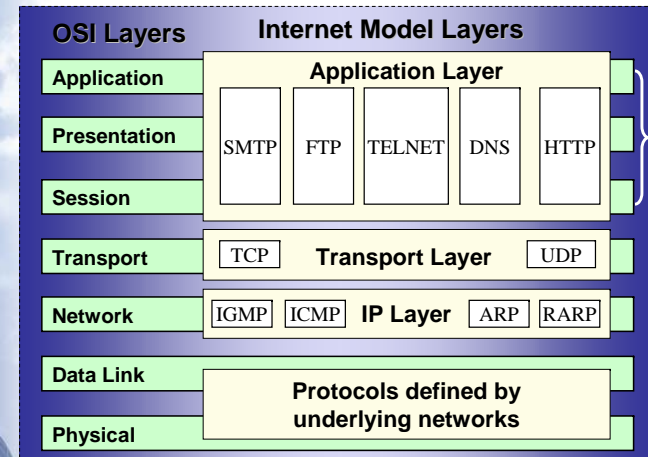 OSI Layers
Internet Model Layers
Application
Application Layer
Presentation
SMTP
FTP
TELNET
DNS
HTTP
Session
Transport
TCP
Transport Layer
UDP
Network
IGMP
ICMP
IP Layer
ARP
RARP
Data Link
Protocols defined by
underlying networks
Physical